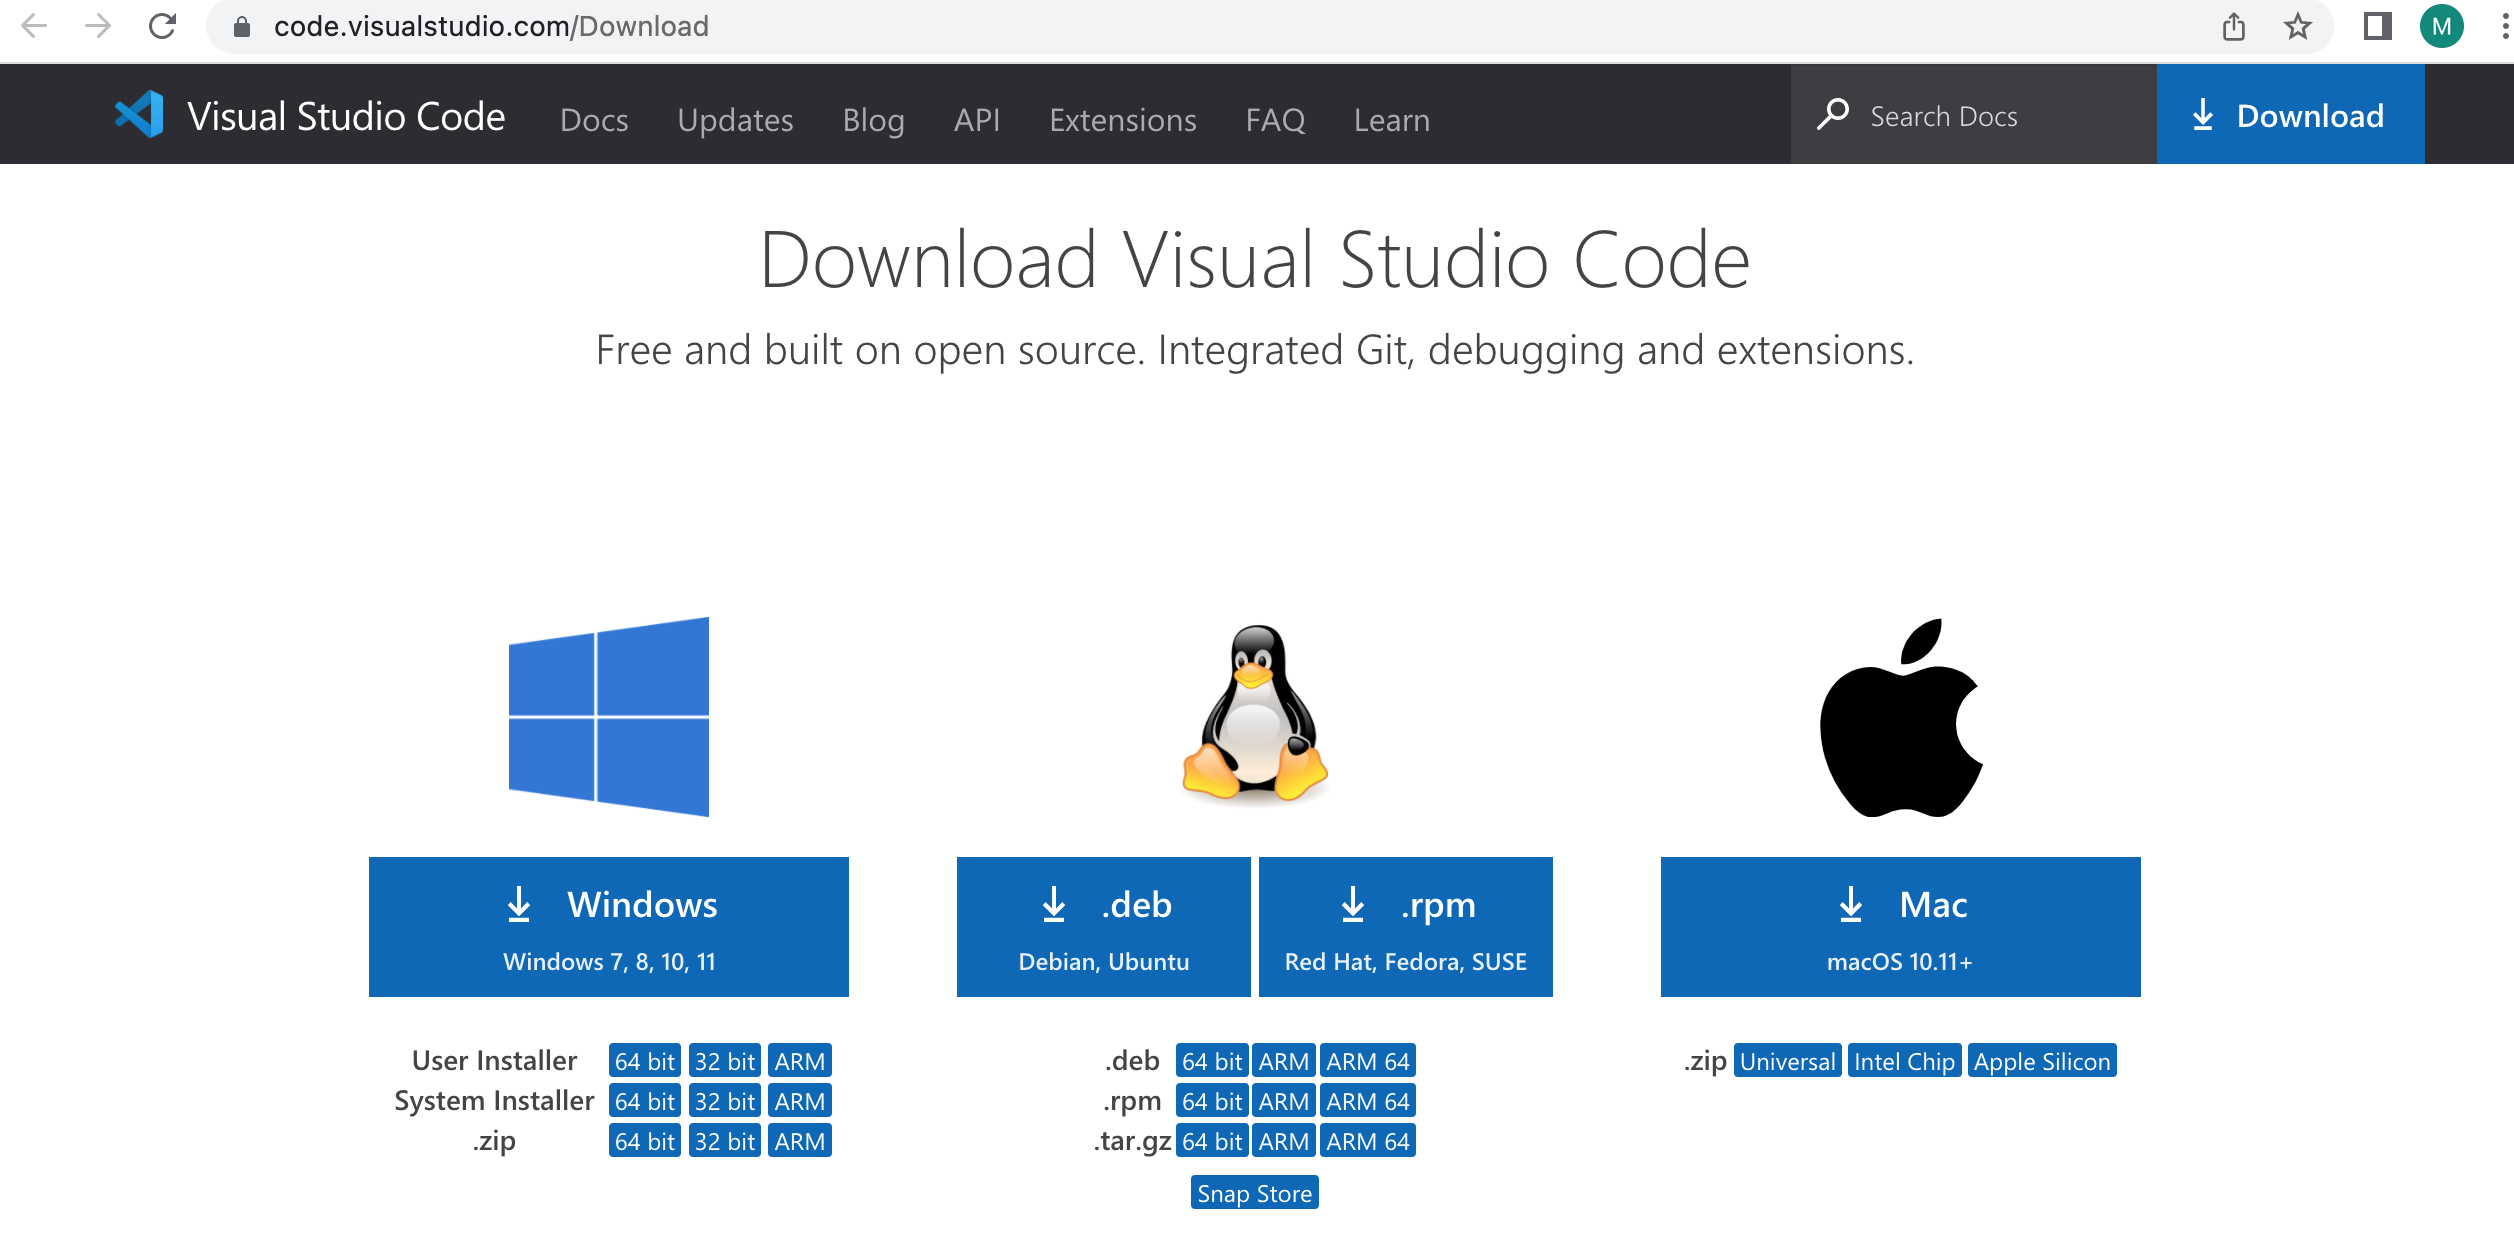 code.visualstudio.com/Download
M
Visual Studio Code Docs Updates Blog API Extensions FAQ Learn Search Docs Download
Download Visual Studio Code
Free and built on open source. Integrated Git, debugging and extensions.
Windows
Windows 7, 8, 10, 11
User Installer 64 bit 32 bit ARM
System Installer 64 bit 32 bit ARM
.zip 64 bit 32 bit ARM
.deb
Debian, Ubuntu
.rpm
Red Hat, Fedora, SUSE
.deb 64 bit ARM ARM 64
.rpm 64 bit ARM ARM 64
.tar.gz 64 bit ARM ARM 64
Snap Store
Mac
macOS 10.11+
.zip Universal Intel Chip Apple Silicon